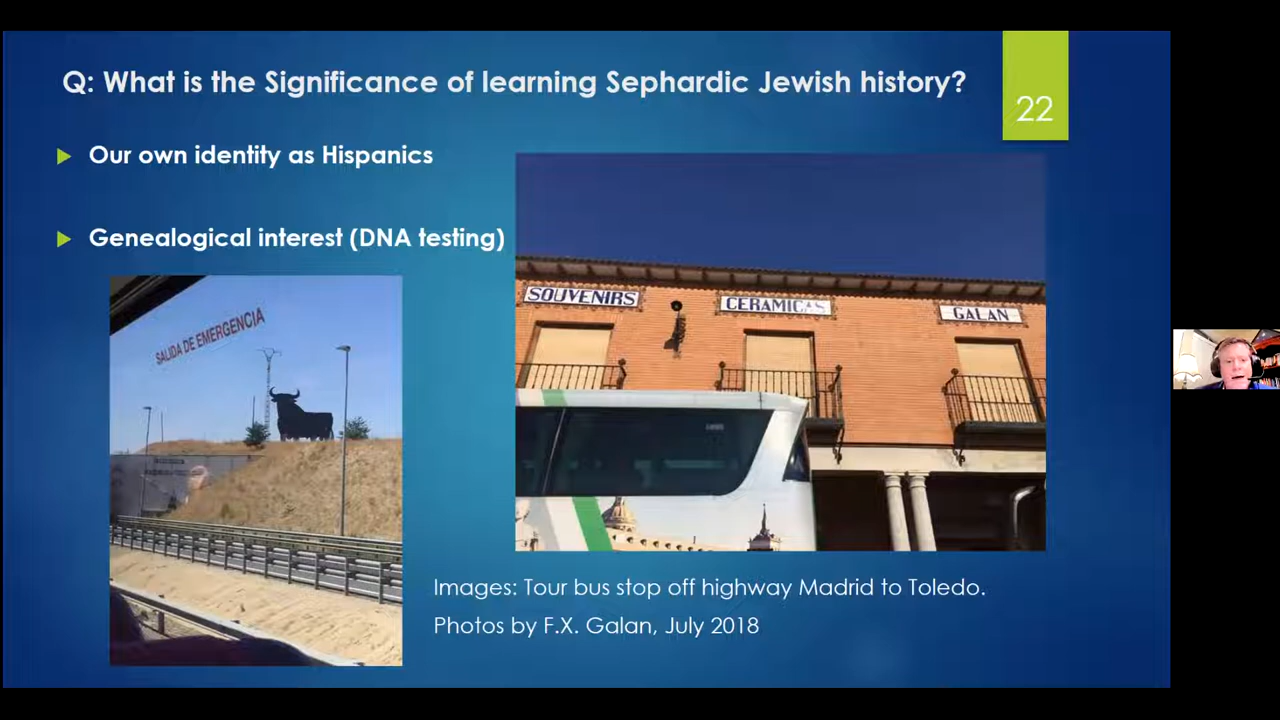 Q: What is the Significance of learning Sephardic Jewish history?
22
Our own identity as Hispanics
Genealogical interest (DNA testing)
SALIDA DE EMERGENCIA
SOUVENIRS
CERAMICAS
GALAN
Images: Tour bus stop off highway Madrid to Toledo.
Photos by F.X. Galan, July 2018